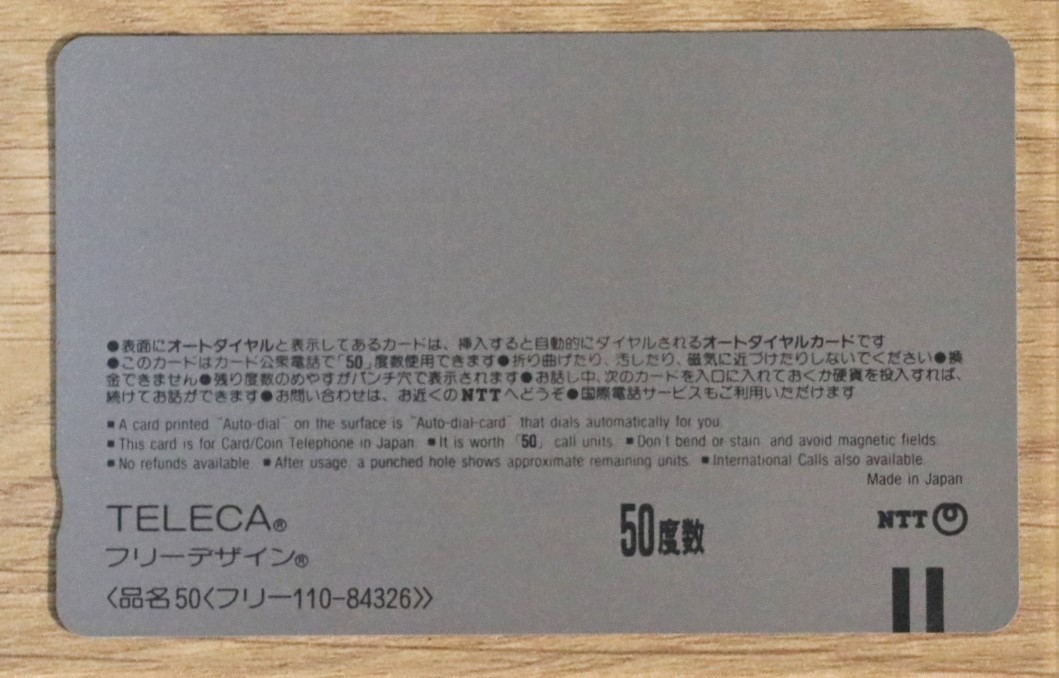 ●表面にオートダイヤルと表示してあるカードは、挿入すると自動的にダイヤルされるオートダイヤルカードです
●このカードはカード公衆電話で「50」度数使用できます●折り曲げたり、汚したり、磁気に近づけたりしないでください●換
金できません●残り度数のめやすがパンチ穴で表示されます●お話し中、次のカードを入口に入れておくか硬貨を投入すれば、
続けてお話ができます●お問い合わせは、お近くのNTTへどうぞ●国際電話サービスもご利用いただけます
■A card printed "Auto-dial" on the surface is "Auto-dial-card" that dials automatically for you.
■This card is for Card/Coin Telephone in Japan. ■It is worth「50」call units. ■Don't bend or stain, and avoid magnetic fields.
■No refunds available. ■After usage, a punched hole shows approximate remaining units. ■International Calls also available.
Made in Japan
TELECA®
フリーデザイン®
〈品名50〈フリー110-84326〉〉
50度数
NTT